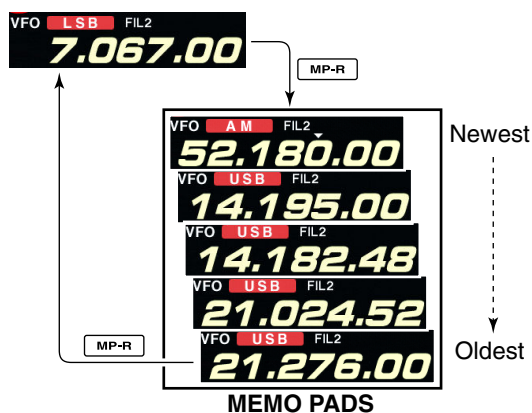 VFO LSB FIL2
7.067.00
MP-R
VFO AM FIL2
52.180.00
Newest
VFO USB FIL2
14.195.00
VFO USB FIL2
14.182.48
VFO USB FIL2
21.024.52
MP-R
VFO USB FIL2
21.276.00
Oldest
MEMO PADS